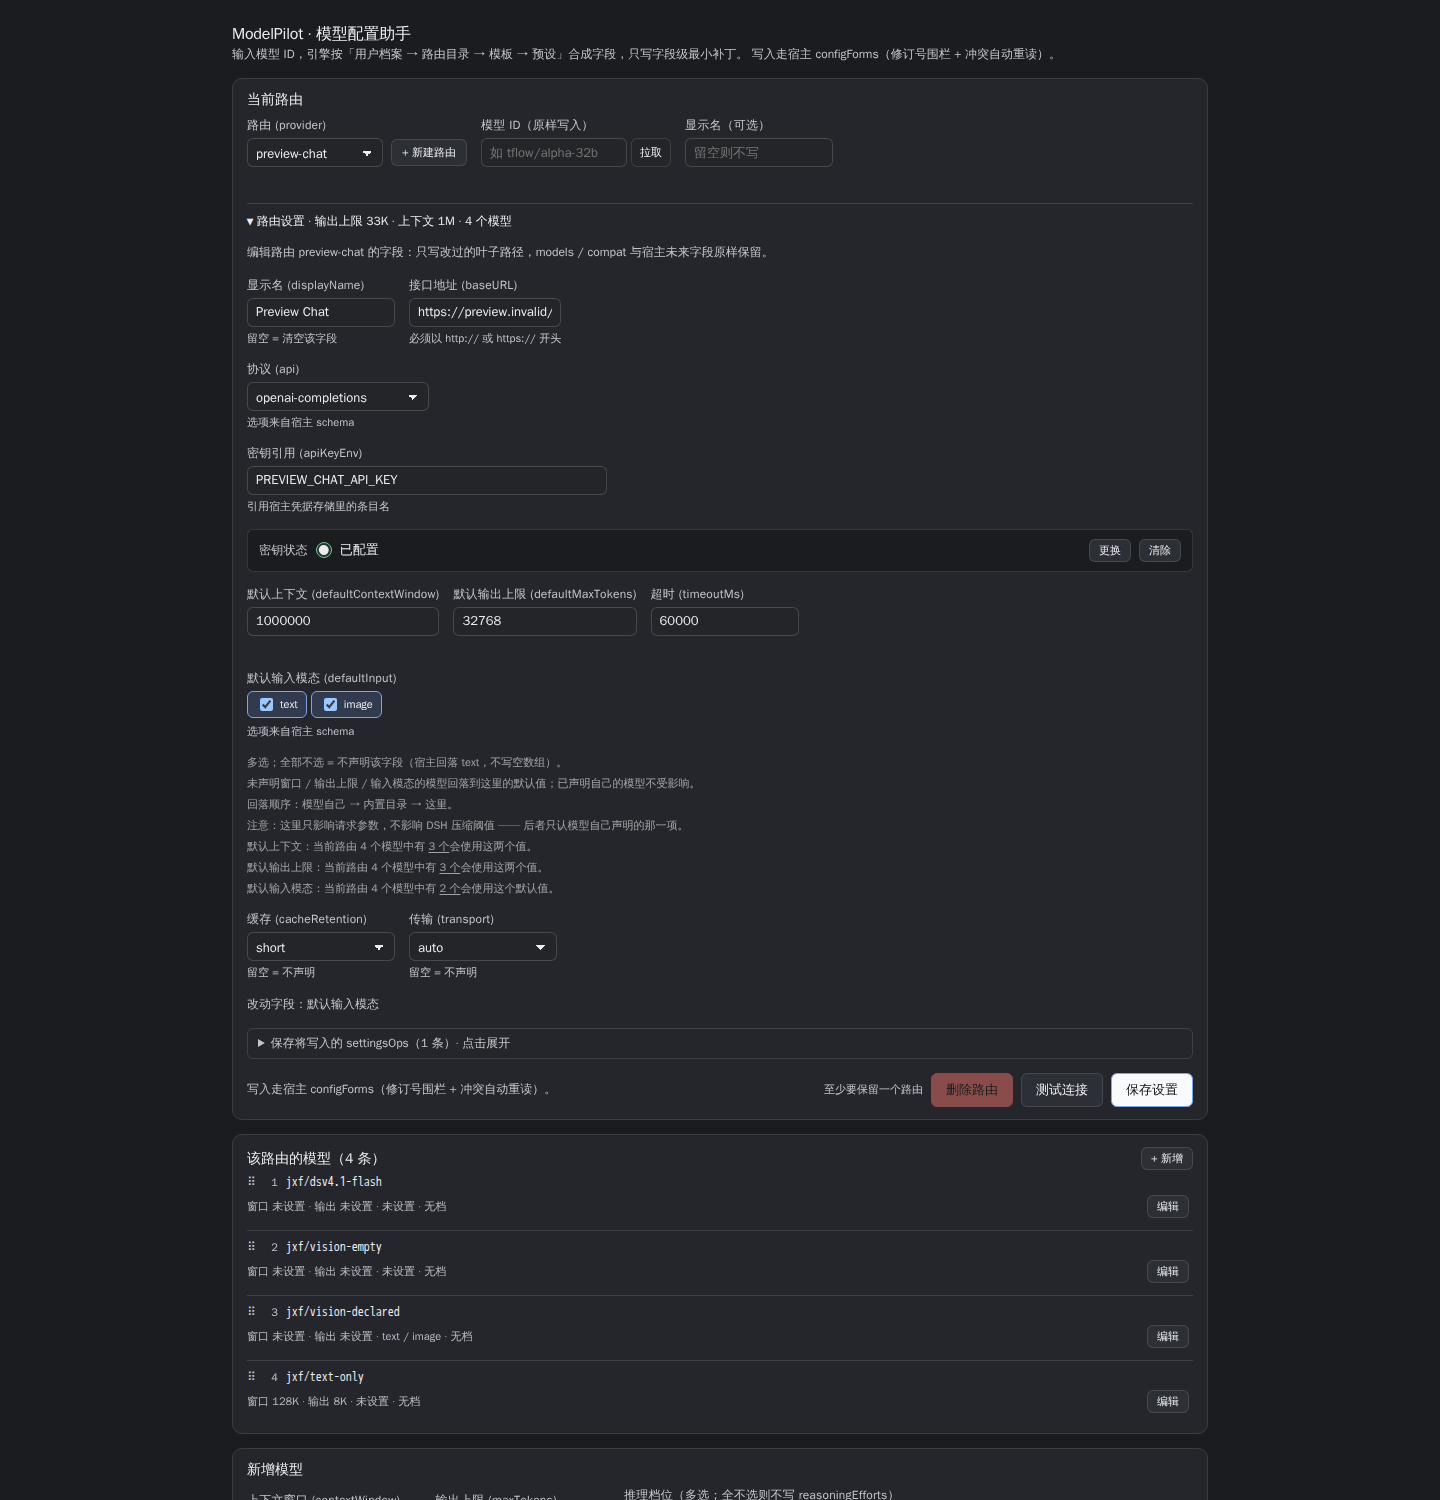 ModelPilot · 模型配置助手
输入模型 ID，引擎按「用户档案 → 路由目录 → 模板 → 预设」合成字段，只写字段级最小补丁。 写入走宿主 configForms（修订号围栏 + 冲突自动重读）。
当前路由
路由 (provider)
模型 ID（原样写入）
显示名（可选）
preview-chat
+ 新建路由
如 tflow/alpha-32b
拉取
留空则不写
▾ 路由设置 · 输出上限 33K · 上下文 1M · 4 个模型
编辑路由 preview-chat 的字段：只写改过的叶子路径，models / compat 与宿主未来字段原样保留。
显示名 (displayName)
接口地址 (baseURL)
Preview Chat
https://preview.invalid/
留空 = 清空该字段
必须以 http:// 或 https:// 开头
协议 (api)
openai-completions
选项来自宿主 schema
密钥引用 (apiKeyEnv)
PREVIEW_CHAT_API_KEY
引用宿主凭据存储里的条目名
密钥状态 已配置
更换
清除
默认上下文 (defaultContextWindow)
默认输出上限 (defaultMaxTokens)
超时 (timeoutMs)
1000000
32768
60000
默认输入模态 (defaultInput)
text
image
选项来自宿主 schema
多选；全部不选 = 不声明该字段（宿主回落 text，不写空数组）。
未声明窗口 / 输出上限 / 输入模态的模型回落到这里的默认值；已声明自己的模型不受影响。
回落顺序：模型自己 → 内置目录 → 这里。
注意：这里只影响请求参数，不影响 DSH 压缩阈值 —— 后者只认模型自己声明的那一项。
默认上下文：当前路由 4 个模型中有 3 个会使用这两个值。
默认输出上限：当前路由 4 个模型中有 3 个会使用这两个值。
默认输入模态：当前路由 4 个模型中有 2 个会使用这个默认值。
缓存 (cacheRetention)
传输 (transport)
short
auto
留空 = 不声明
留空 = 不声明
改动字段：默认输入模态
▶ 保存将写入的 settingsOps（1 条）· 点击展开
写入走宿主 configForms（修订号围栏 + 冲突自动重读）。
至少要保留一个路由
删除路由
测试连接
保存设置
该路由的模型（4 条）
+ 新增
⠿ 1 jxf/dsv4.1-flash
窗口 未设置 · 输出 未设置 · 未设置 · 无档
编辑
⠿ 2 jxf/vision-empty
窗口 未设置 · 输出 未设置 · 未设置 · 无档
编辑
⠿ 3 jxf/vision-declared
窗口 未设置 · 输出 未设置 · text / image · 无档
编辑
⠿ 4 jxf/text-only
窗口 128K · 输出 8K · 未设置 · 无档
编辑
新增模型
上下文窗口 (contextWindow)
输出上限 (maxTokens)
推理档位（多选；全不选则不写 reasoningEfforts）